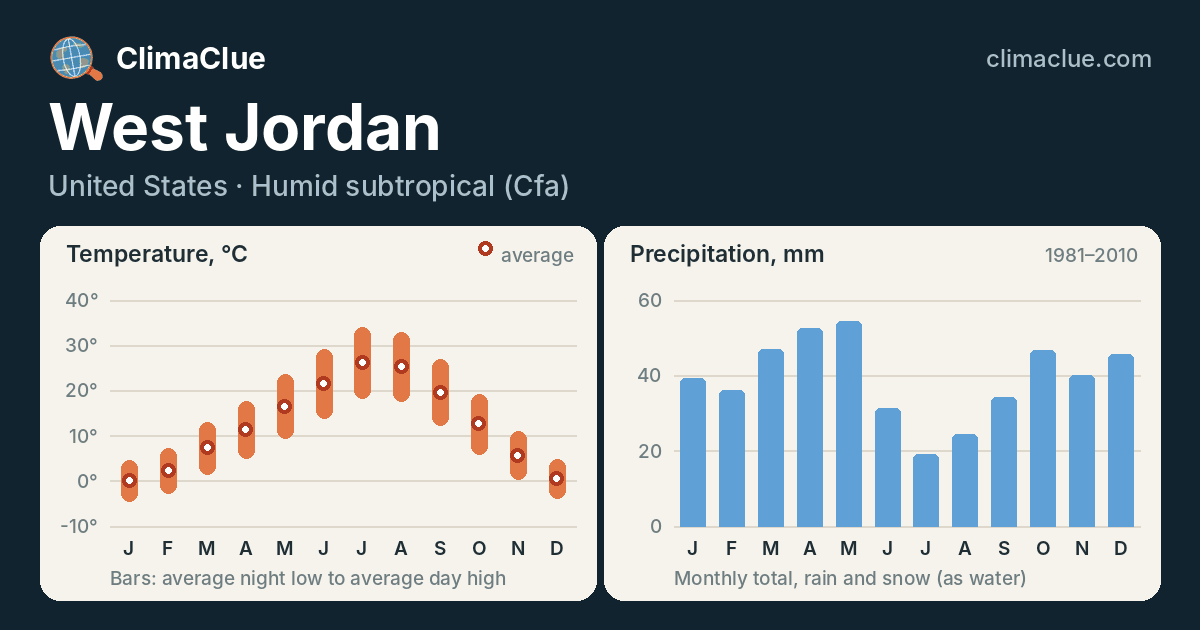 ClimaClue
climaclue.com
West Jordan
United States · Humid subtropical (Cfa)
Temperature, °C
average
40°
30°
20°
10°
0°
-10°
J F M A M J J A S O N D
Bars: average night low to average day high
Precipitation, mm
1981–2010
60
40
20
0
J F M A M J J A S O N D
Monthly total, rain and snow (as water)